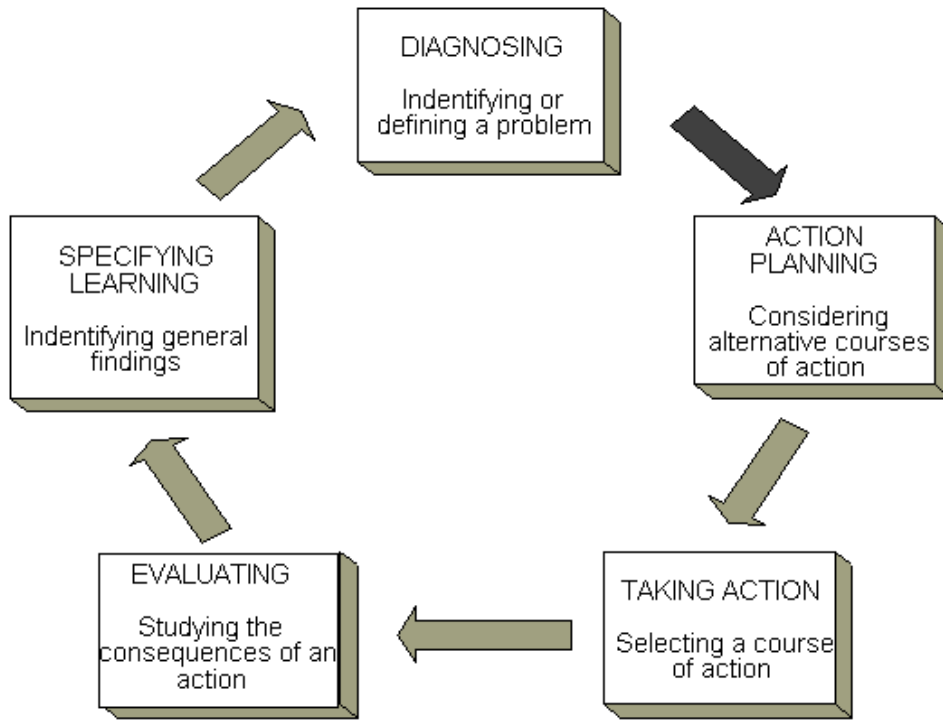 DIAGNOSING
Indentifying or
defining a problem
ACTION
PLANNING
Considering
alternative courses
of action
TAKING ACTION
Selecting a course
of action
EVALUATING
Studying the
consequences of an
action
SPECIFYING
LEARNING
Indentifying general
findings